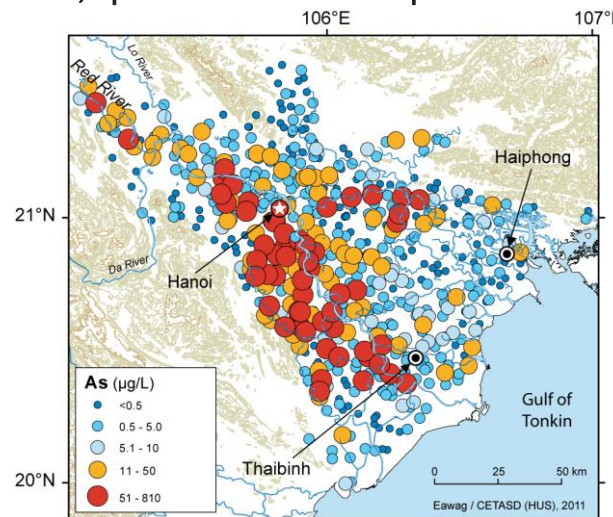 106°E
107°
Lo River
Red River
Haiphong
21°N
Da River
Hanoi
As (µg/L)
<0.5
0.5 - 5.0
5.1 - 10
11 - 50
51 - 810
Gulf of
Tonkin
Thaibinh
20°N
0 25 50 km
Eawag / CETASD (HUS), 2011